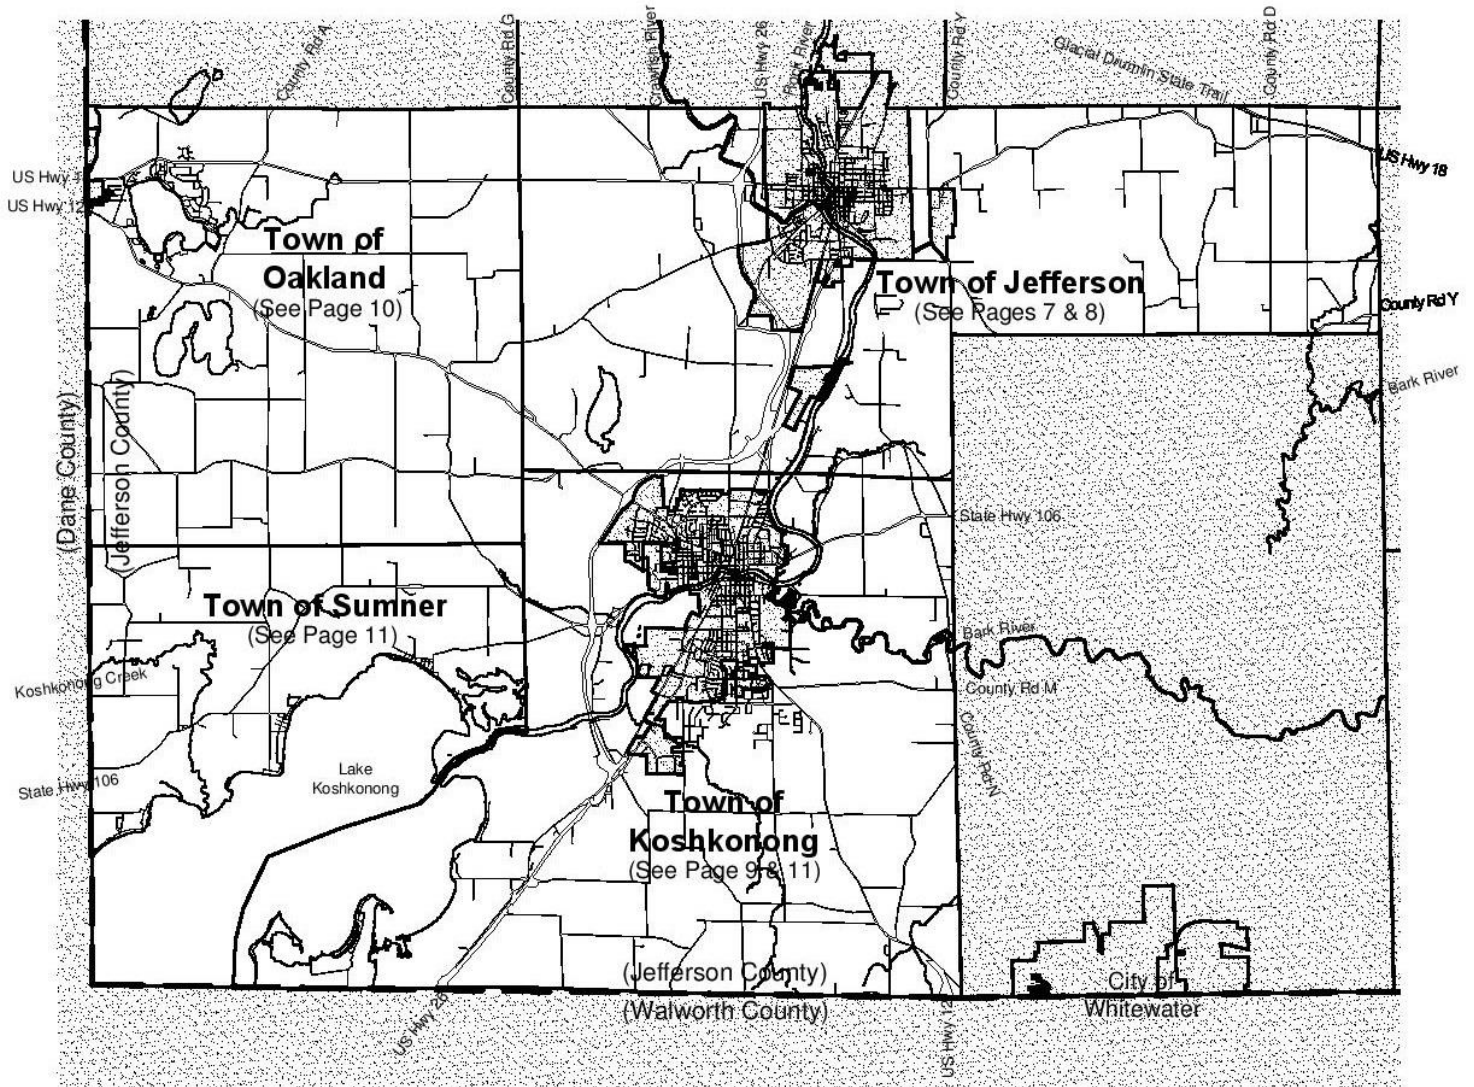 County Rd A
County Rd G
Crawfish River
US Hwy 26
Rock River
County Rd Y
Glacial Drumlin State Trail
County Rd D
US Hwy 18
US Hwy 1
US Hwy 12
Town of
Oakland
(See Page 10)
Town of Jefferson
(See Pages 7 & 8)
County Rd Y
Bark River
(Dane County)
(Jefferson County)
State Hwy 106
Town of Sumner
(See Page 11)
Bark River
Koshkonong Creek
County Rd M
County Rd N
State Hwy 106
Lake
Koshkonong
Town of
Koshkonong
(See Page 9 & 11)
(Jefferson County)
(Walworth County)
City of
Whitewater
US Hwy 26
US Hwy 12